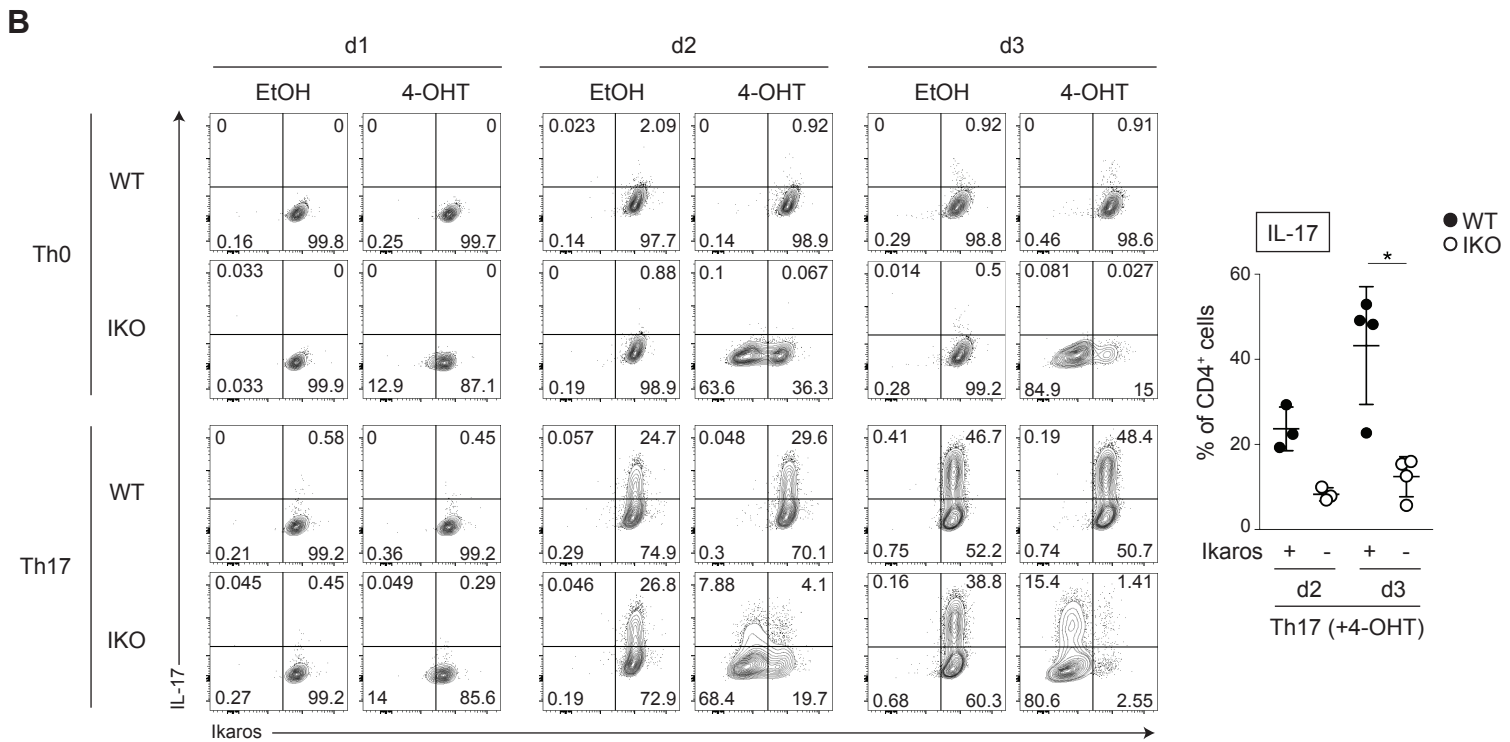 B
d1 d2 d3
EtOH 4-OHT EtOH 4-OHT EtOH 4-OHT
0 0 0 0 0.023 2.09 0 0.92 0 0.92 0 0.91
WT
0.16 99.8 0.25 99.7 0.14 97.7 0.14 98.9 0.29 98.8 0.46 98.6
Th0
0.033 0 0 0 0 0.88 0.1 0.067 0.014 0.5 0.081 0.027
IKO
0.033 99.9 12.9 87.1 0.19 98.9 63.6 36.3 0.28 99.2 84.9 15
0 0.58 0 0.45 0.057 24.7 0.048 29.6 0.41 46.7 0.19 48.4
WT
0.21 99.2 0.36 99.2 0.29 74.9 0.3 70.1 0.75 52.2 0.74 50.7
Th17
0.045 0.45 0.049 0.29 0.046 26.8 7.88 4.1 0.16 38.8 15.4 1.41
IKO
0.27 99.2 14 85.6 0.19 72.9 68.4 19.7 0.68 60.3 80.6 2.55
IL-17
Ikaros
IL-17
WT
IKO
*
60
40
20
0
% of CD4⁺ cells
Ikaros + - + -
d2 d3
Th17 (+4-OHT)